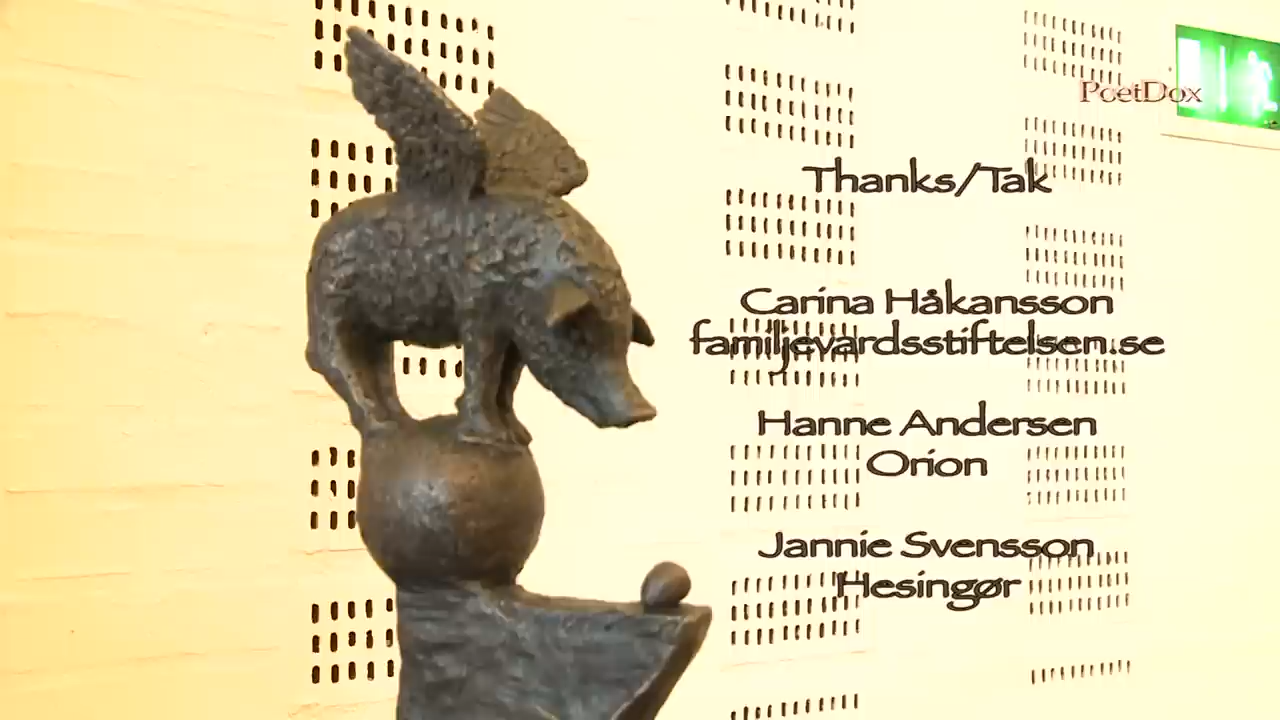 PoetDox
Thanks/Tak
Carina Håkansson
familjevardsstiftelsen.se
Hanne Andersen
Orion
Jannie Svensson
Hesingør